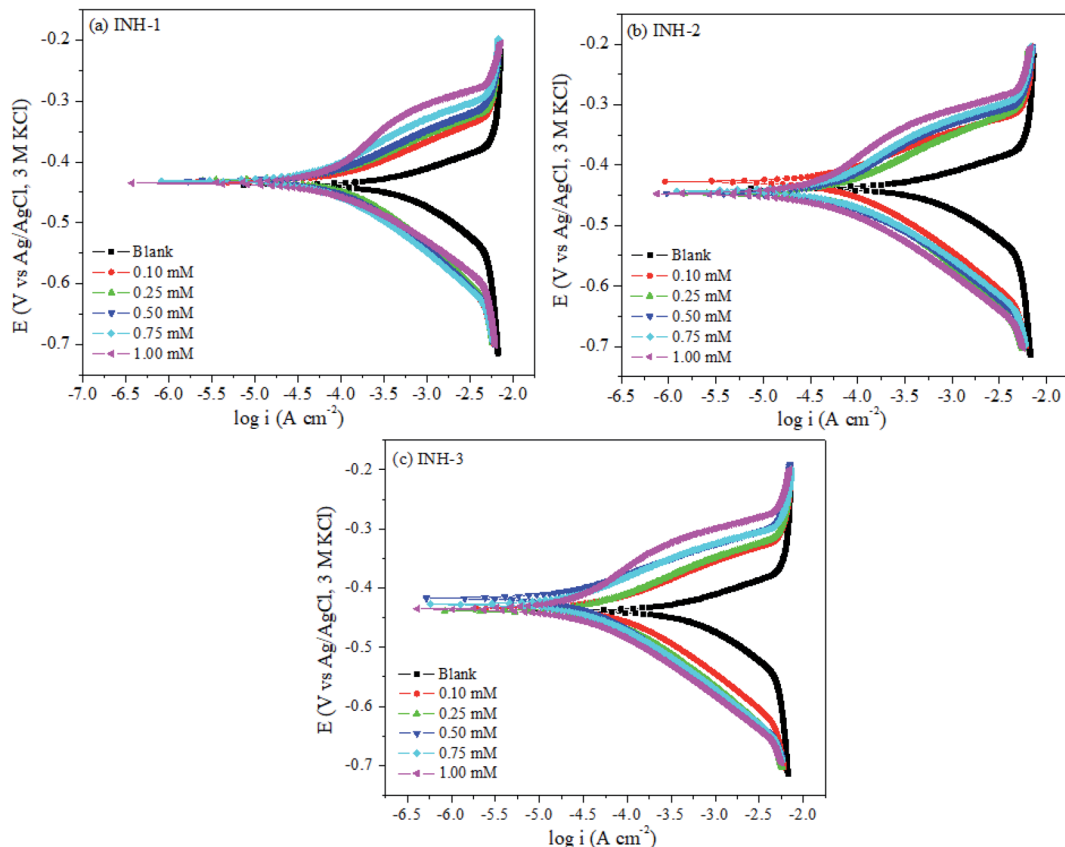 (a) INH-1
-0.2
-0.3
-0.4
-0.5
-0.6
-0.7
E (V vs Ag/AgCl, 3 M KCl)
Blank
0.10 mM
0.25 mM
0.50 mM
0.75 mM
1.00 mM
-7.0 -6.5 -6.0 -5.5 -5.0 -4.5 -4.0 -3.5 -3.0 -2.5 -2.0
log i (A cm⁻²)
(b) INH-2
-0.2
-0.3
-0.4
-0.5
-0.6
-0.7
E (V vs Ag/AgCl, 3 M KCl)
Blank
0.10 mM
0.25 mM
0.50 mM
0.75 mM
1.00 mM
-6.5 -6.0 -5.5 -5.0 -4.5 -4.0 -3.5 -3.0 -2.5 -2.0 -1.5
log i (A cm⁻²)
(c) INH-3
-0.2
-0.3
-0.4
-0.5
-0.6
-0.7
E (V vs Ag/AgCl, 3 M KCl)
Blank
0.10 mM
0.25 mM
0.50 mM
0.75 mM
1.00 mM
-6.5 -6.0 -5.5 -5.0 -4.5 -4.0 -3.5 -3.0 -2.5 -2.0
log i (A cm⁻²)